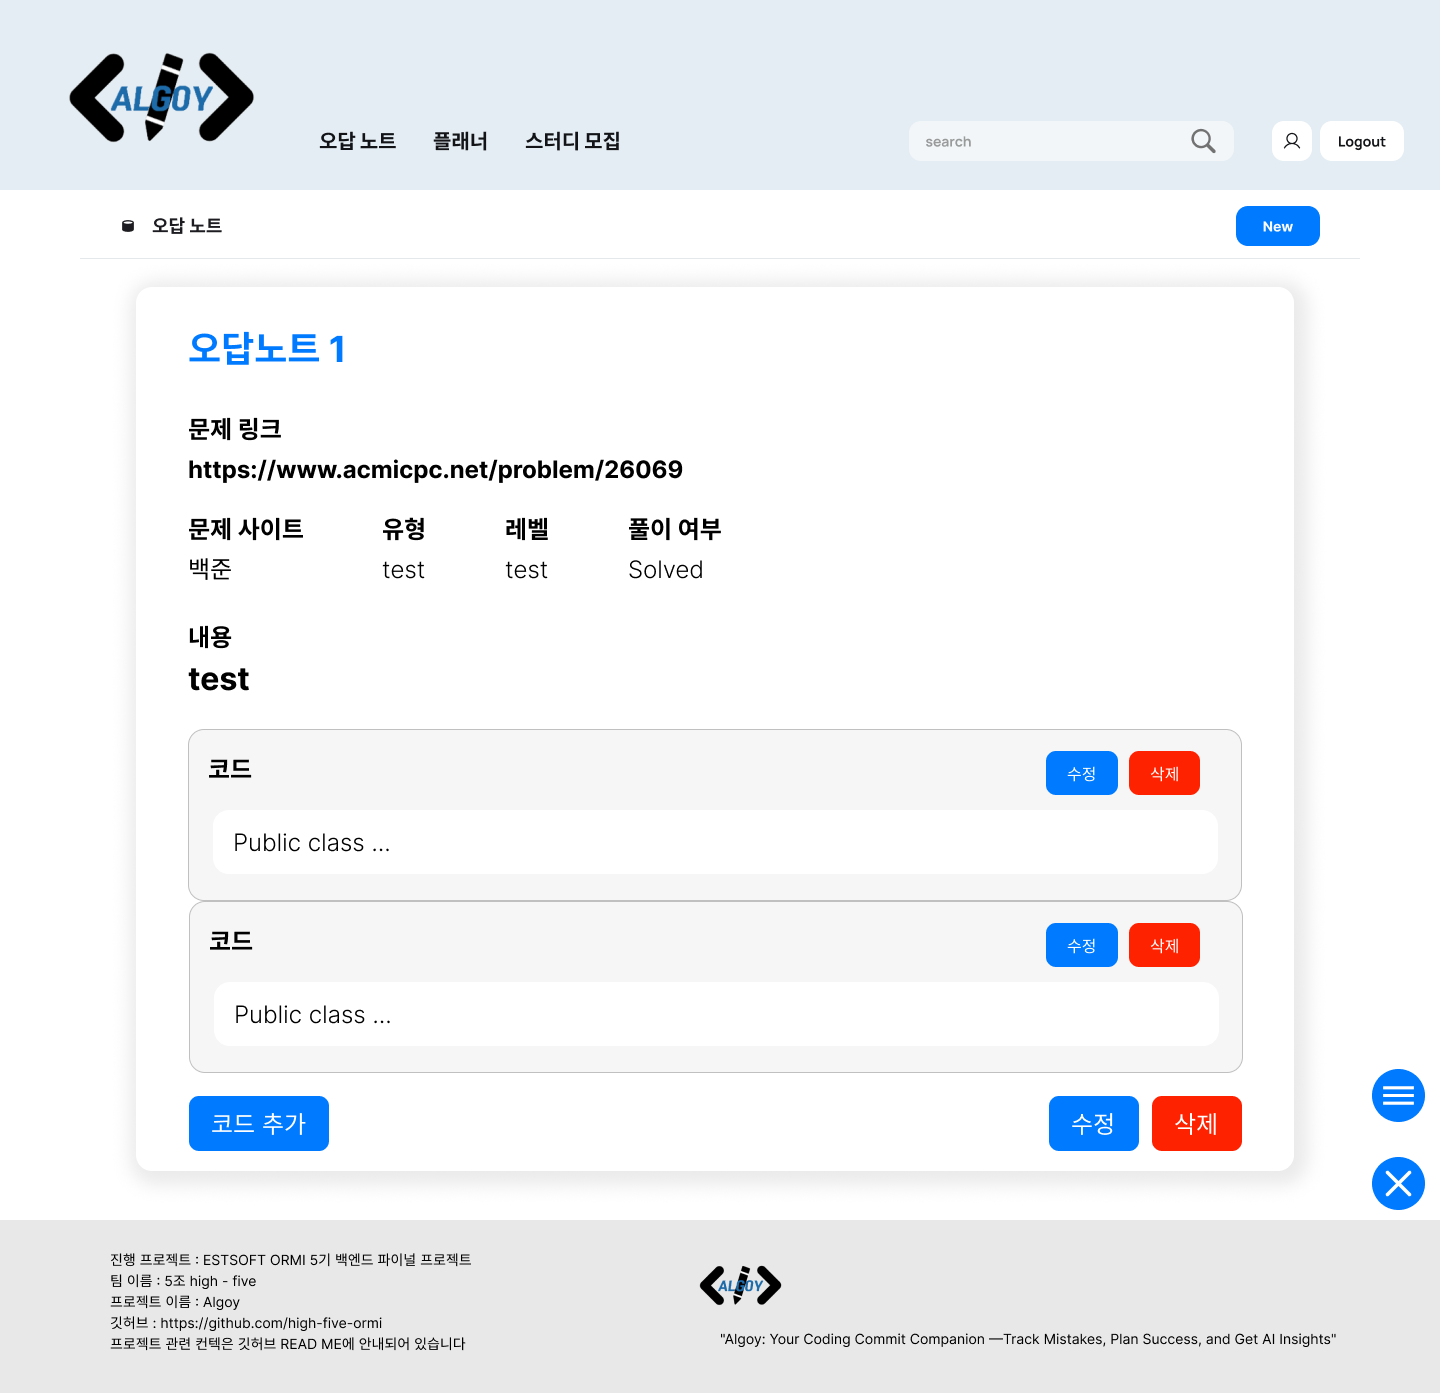 ALGOY
오답 노트 플래너 스터디 모집
search
Logout
오답 노트
New
오답노트 1
문제 링크
https://www.acmicpc.net/problem/26069
문제 사이트 유형 레벨 풀이 여부
백준 test test Solved
내용
test
코드
수정 삭제
Public class ...
코드
수정 삭제
Public class ...
코드 추가
수정 삭제
진행 프로젝트 : ESTSOFT ORMI 5기 백엔드 파이널 프로젝트
팀 이름 : 5조 high - five
프로젝트 이름 : Algoy
깃허브 : https://github.com/high-five-ormi
프로젝트 관련 컨텍은 깃허브 READ ME에 안내되어 있습니다
ALGOY
"Algoy: Your Coding Commit Companion —Track Mistakes, Plan Success, and Get AI Insights"